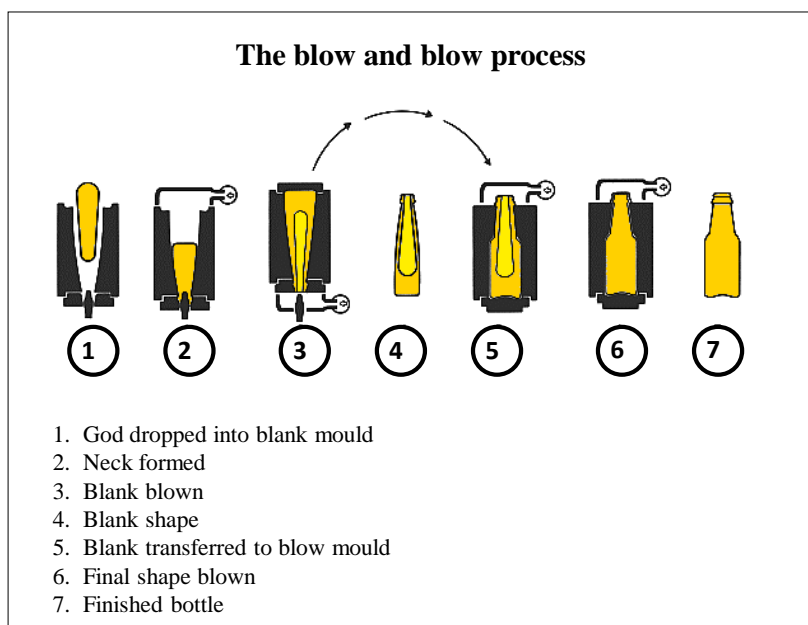 The blow and blow process
1 2 3 4 5 6 7
1. God dropped into blank mould
2. Neck formed
3. Blank blown
4. Blank shape
5. Blank transferred to blow mould
6. Final shape blown
7. Finished bottle